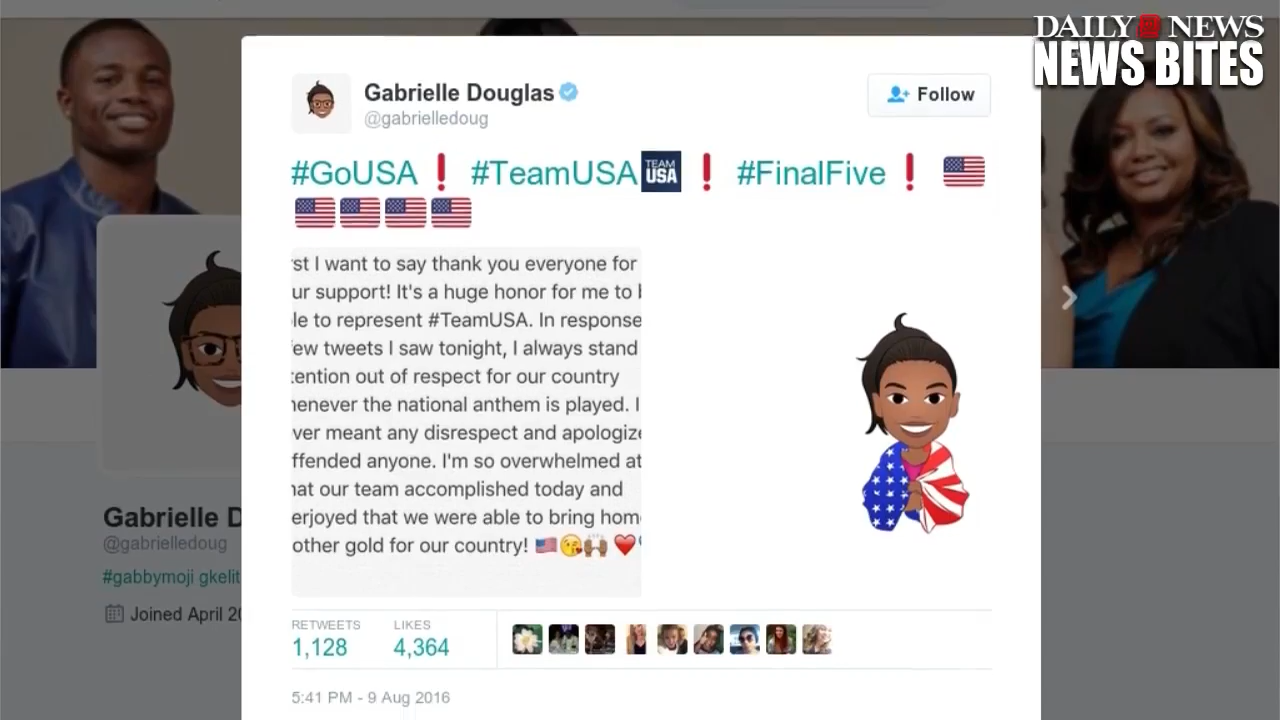 DAILY NEWS
NEWS BITES
Gabrielle Douglas
@gabrielledoug
Follow
#GoUSA❗ #TeamUSA TEAM USA ❗ #FinalFive❗ 🇺🇸
🇺🇸🇺🇸🇺🇸🇺🇸
rst I want to say thank you everyone for
ur support! It's a huge honor for me to b
le to represent #TeamUSA. In response
few tweets I saw tonight, I always stand
tention out of respect for our country
henever the national anthem is played. I
ver meant any disrespect and apologize
ffended anyone. I'm so overwhelmed at
hat our team accomplished today and
erjoyed that we were able to bring hom
other gold for our country! 🇺🇸😘🙌🏾❤️
RETWEETS
1,128
LIKES
4,364
5:41 PM - 9 Aug 2016
Gabrielle D
@gabrielledoug
#gabbymoji gkelit
Joined April 20